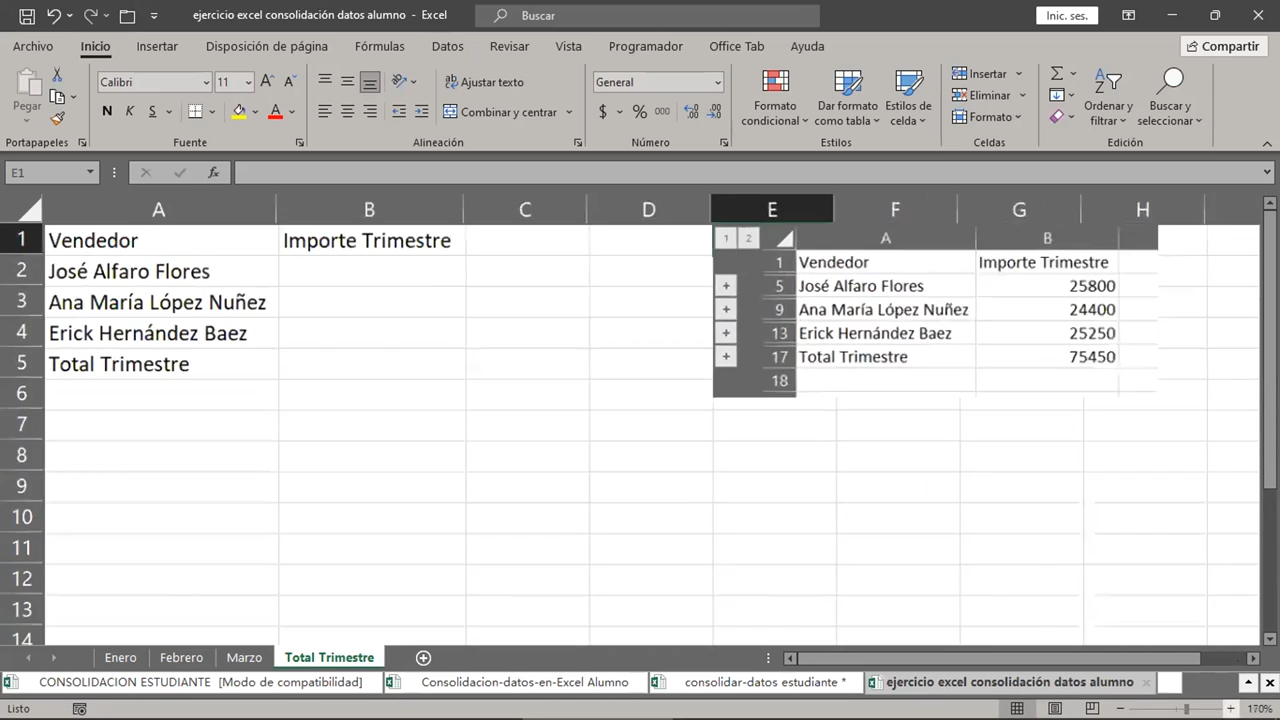 ejercicio excel consolidación datos alumno - Excel
Buscar
Inic. ses.
Archivo Inicio Insertar Disposición de página Fórmulas Datos Revisar Vista Programador Office Tab Ayuda
Compartir
Calibri 11
Ajustar texto
General
Insertar
Pegar
N K S
Combinar y centrar
$ % 000
Formato condicional
Dar formato como tabla
Estilos de celda
Eliminar
Formato
Ordenar y filtrar
Buscar y seleccionar
Portapapeles Fuente Alineación Número Estilos Celdas Edición
E1
fx
A B C D E F G H
1 Vendedor Importe Trimestre
2 José Alfaro Flores
3 Ana María López Nuñez
4 Erick Hernández Baez
5 Total Trimestre
6
7
8
9
10
11
12
13
14
1 2 A B
1 Vendedor Importe Trimestre
+ 5 José Alfaro Flores 25800
+ 9 Ana María López Nuñez 24400
+ 13 Erick Hernández Baez 25250
+ 17 Total Trimestre 75450
18
Enero Febrero Marzo Total Trimestre
CONSOLIDACION ESTUDIANTE [Modo de compatibilidad] Consolidacion-datos-en-Excel Alumno consolidar-datos estudiante * ejercicio excel consolidación datos alumno
Listo
170%